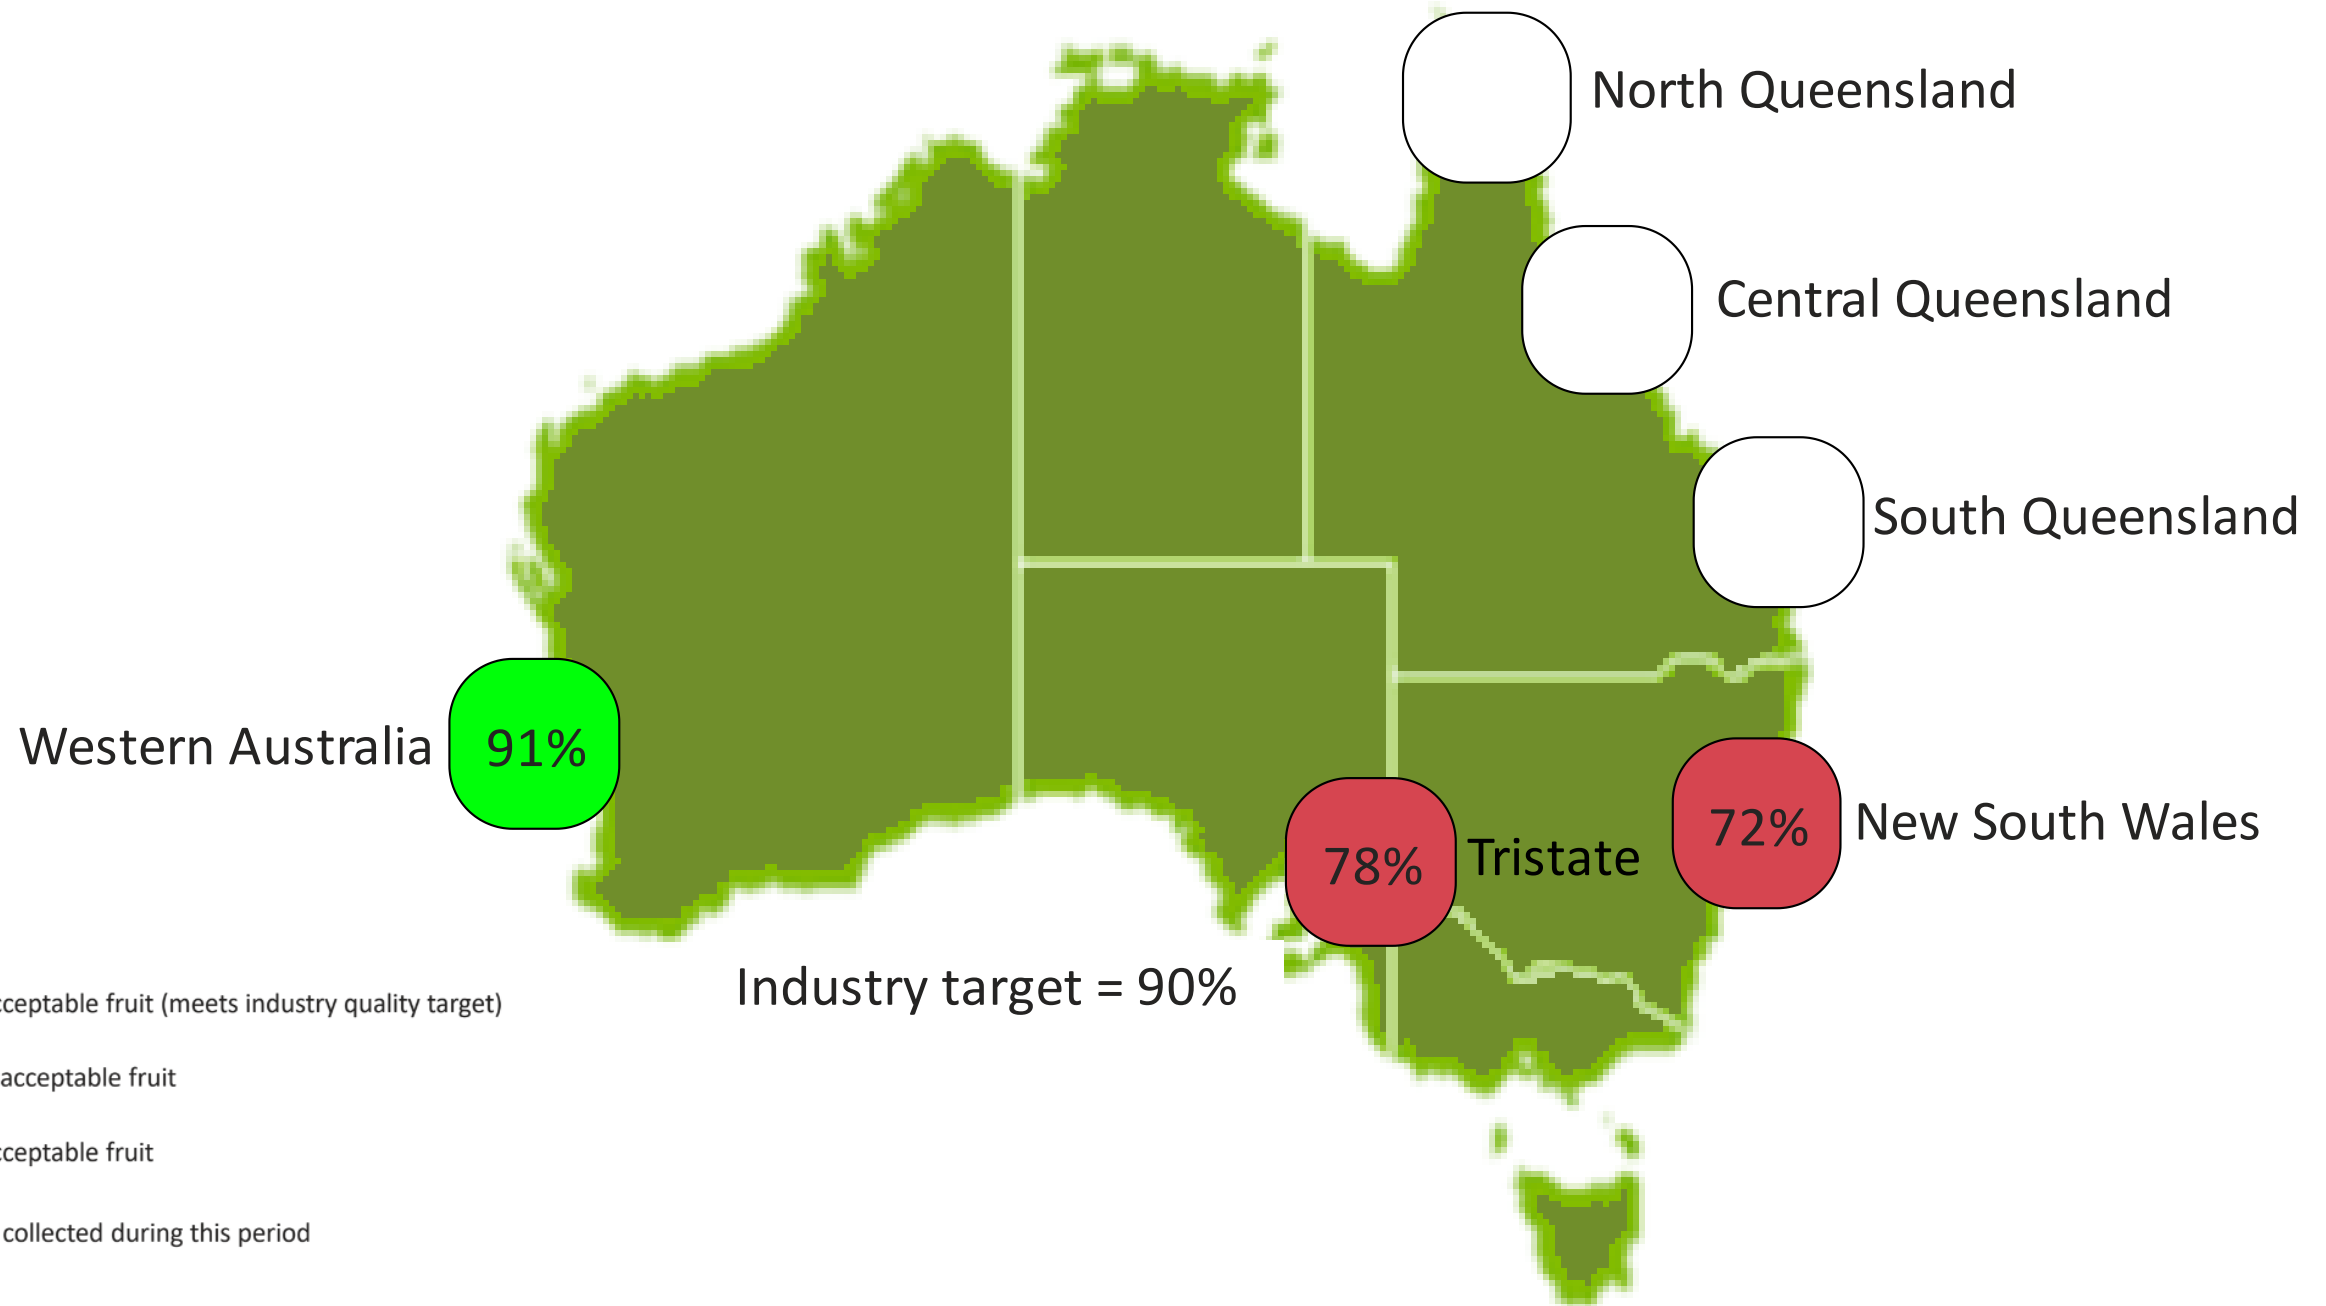 North Queensland
Central Queensland
South Queensland
Western Australia
91%
72%
New South Wales
78%
Tristate
Industry target = 90%
fruit (meets industry quality target)
acceptable fruit
fruit
collected during this period